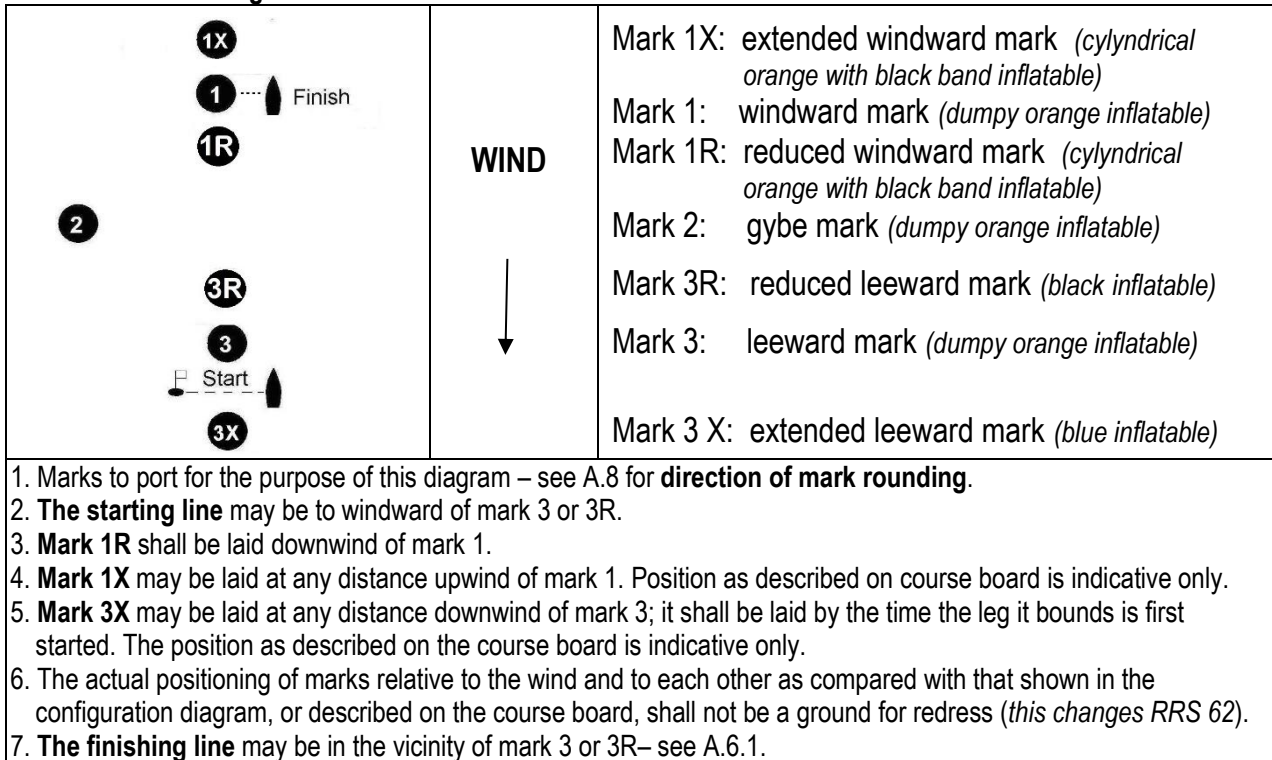 1X
1 Finish
1R
2
3R
3
Start
3X
WIND
Mark 1X: extended windward mark (cylyndrical
orange with black band inflatable)
Mark 1: windward mark (dumpy orange inflatable)
Mark 1R: reduced windward mark (cylyndrical
orange with black band inflatable)
Mark 2: gybe mark (dumpy orange inflatable)
Mark 3R: reduced leeward mark (black inflatable)
Mark 3: leeward mark (dumpy orange inflatable)
Mark 3 X: extended leeward mark (blue inflatable)
1. Marks to port for the purpose of this diagram – see A.8 for direction of mark rounding.
2. The starting line may be to windward of mark 3 or 3R.
3. Mark 1R shall be laid downwind of mark 1.
4. Mark 1X may be laid at any distance upwind of mark 1. Position as described on course board is indicative only.
5. Mark 3X may be laid at any distance downwind of mark 3; it shall be laid by the time the leg it bounds is first
started. The position as described on the course board is indicative only.
6. The actual positioning of marks relative to the wind and to each other as compared with that shown in the
configuration diagram, or described on the course board, shall not be a ground for redress (this changes RRS 62).
7. The finishing line may be in the vicinity of mark 3 or 3R– see A.6.1.